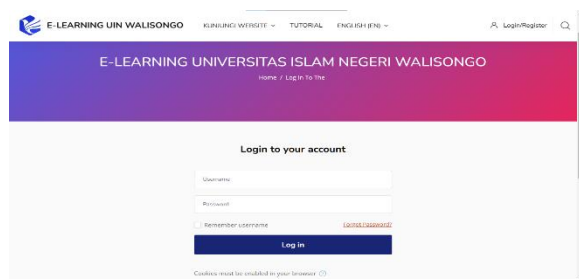 E-LEARNING UIN WALISONGO KUNJUNGI WEBSITE TUTORIAL ENGLISH (EN) Login/Register
E-LEARNING UNIVERSITAS ISLAM NEGERI WALISONGO
Home / Log In To The
Login to your account
Username
Password
Remember username Forgot Password?
Log in
Cookies must be enabled in your browser